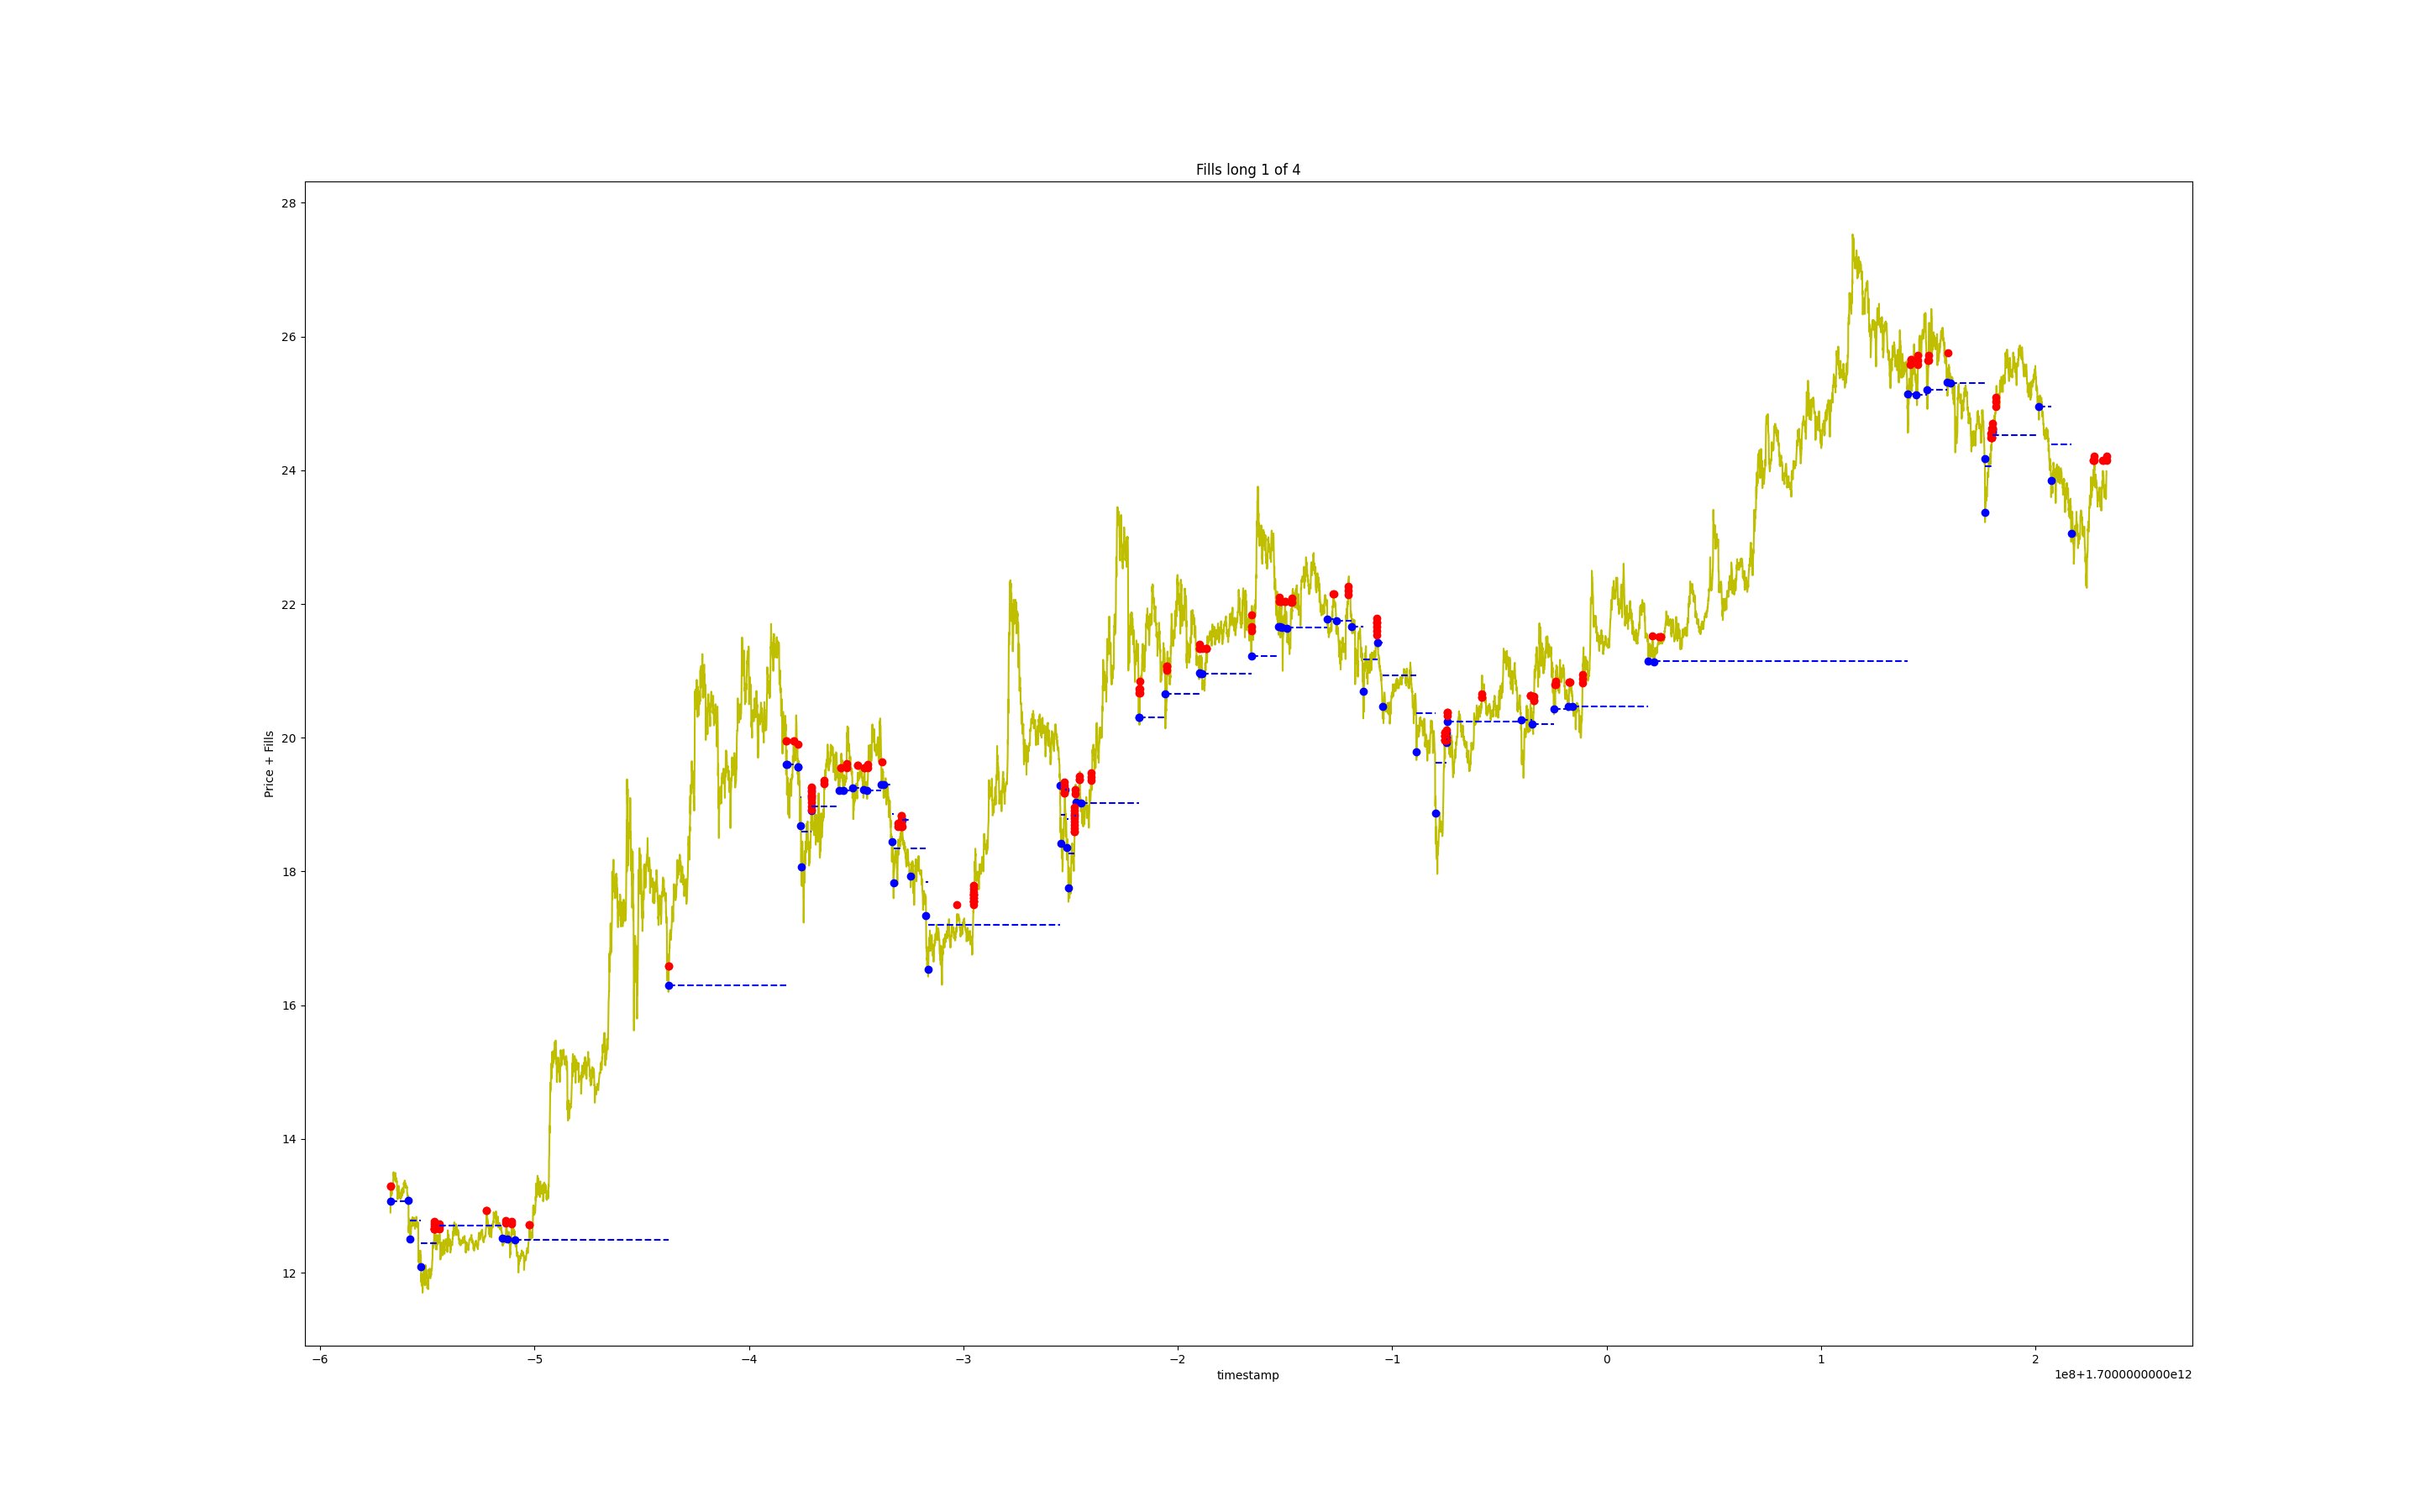 Fills long 1 of 4
Price + Fills
28
26
24
22
20
18
16
14
12
−6 −5 −4 −3 −2 −1 0 1 2
timestamp
1e8+1.7000000000e12